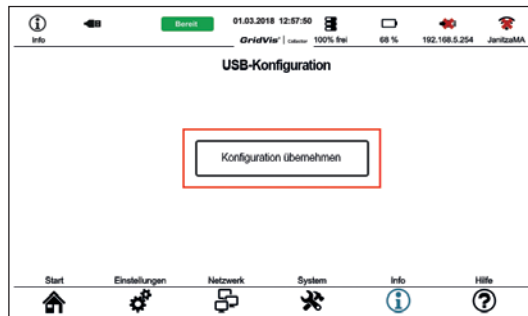 Info
Bereit
01.03.2018 12:57:50
GridVis® | Collector
100% frei
68 %
192.168.5.254
JanitzaMA
USB-Konfiguration
Konfiguration übernehmen
Start Einstellungen Netzwerk System Info Hilfe